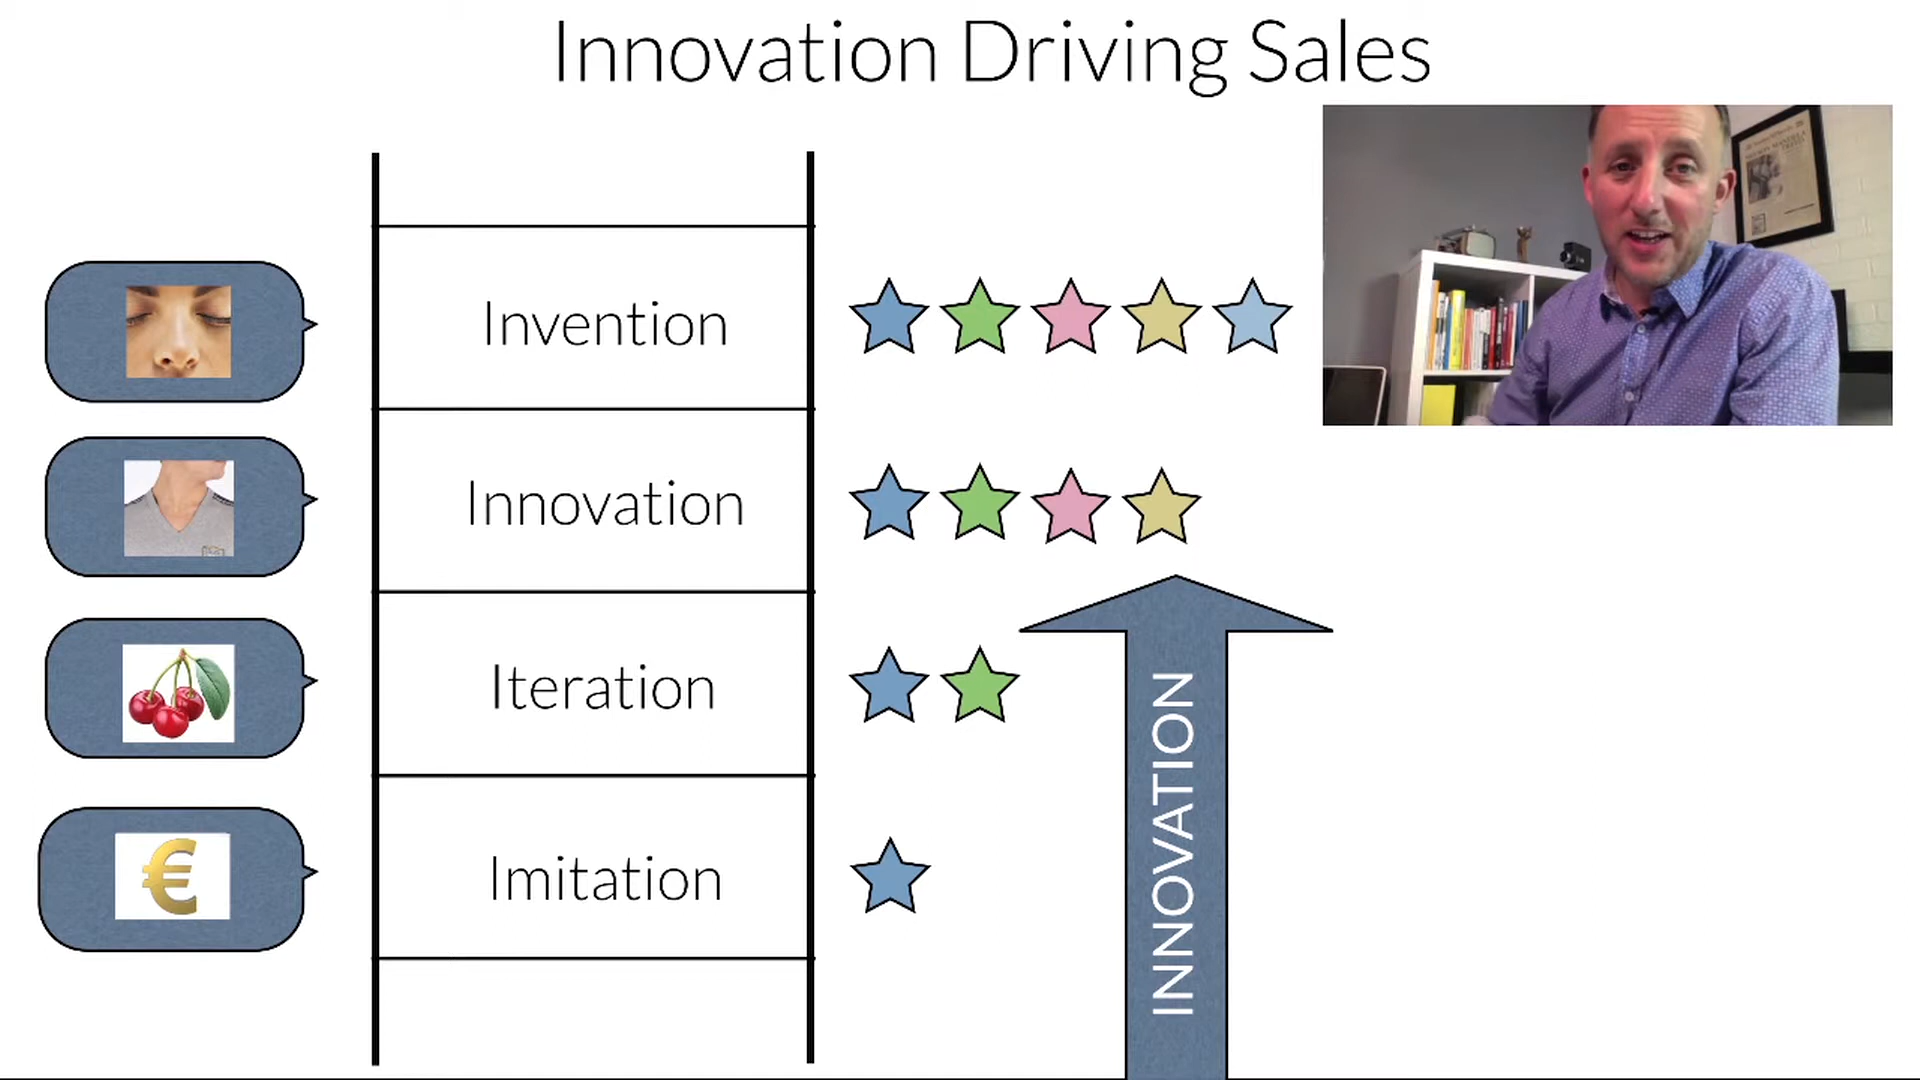 Innovation Driving Sales
Invention
Innovation
Iteration
Imitation
INNOVATION
€